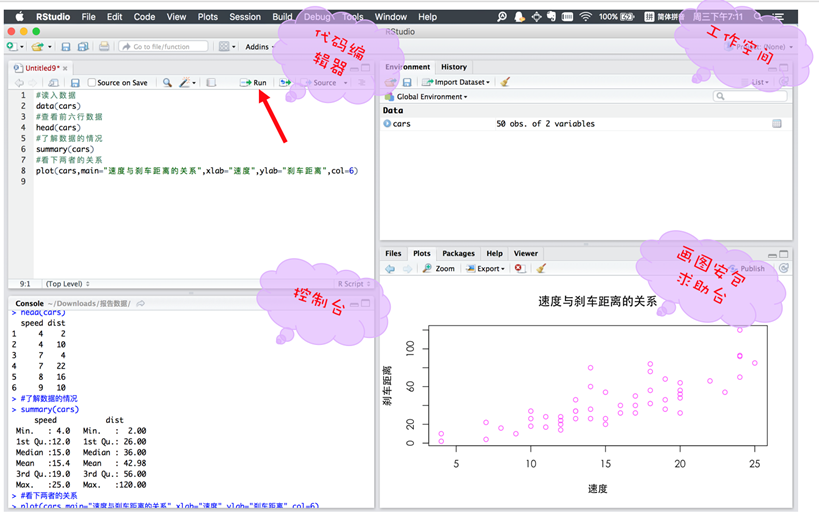 RStudio File Edit Code View Plots Session Build Debug Tools Window Help 100% 拼 简体拼音 周三下午7:11
RStudio
Go to file/function Addins Project: (None)
代码编
辑器
工作空间
Untitled9*
Source on Save Run Source
1 #读入数据
2 data(cars)
3 #查看前六行数据
4 head(cars)
5 #了解数据的情况
6 summary(cars)
7 #看下两者的关系
8 plot(cars,main="速度与刹车距离的关系",xlab="速度",ylab="刹车距离",col=6)
9
9:1 (Top Level) R Script
Environment History
Import Dataset List
Global Environment
Data
cars 50 obs. of 2 variables
控制台
Console ~/Downloads/报告数据/
> head(cars)
speed dist
1 4 2
2 4 10
3 7 4
4 7 22
5 8 16
6 9 10
> #了解数据的情况
> summary(cars)
speed dist
Min. : 4.0 Min. : 2.00
1st Qu.:12.0 1st Qu.: 26.00
Median :15.0 Median : 36.00
Mean :15.4 Mean : 42.98
3rd Qu.:19.0 3rd Qu.: 56.00
Max. :25.0 Max. :120.00
> #看下两者的关系
> plot(cars,main="速度与刹车距离的关系",xlab="速度",ylab="刹车距离",col=6)
Files Plots Packages Help Viewer
Zoom Export Publish
画图安包
求助台
速度与刹车距离的关系
刹车距离
100
60
20
0
5 10 15 20 25
速度